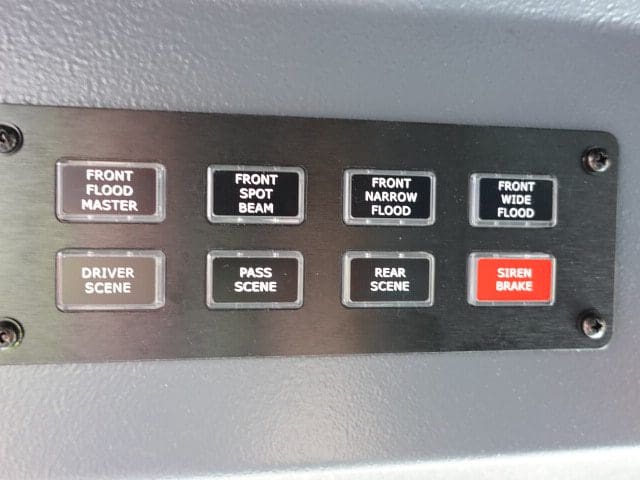 FRONT
FLOOD
MASTER
FRONT
SPOT
BEAM
FRONT
NARROW
FLOOD
FRONT
WIDE
FLOOD
DRIVER
SCENE
PASS
SCENE
REAR
SCENE
SIREN
BRAKE